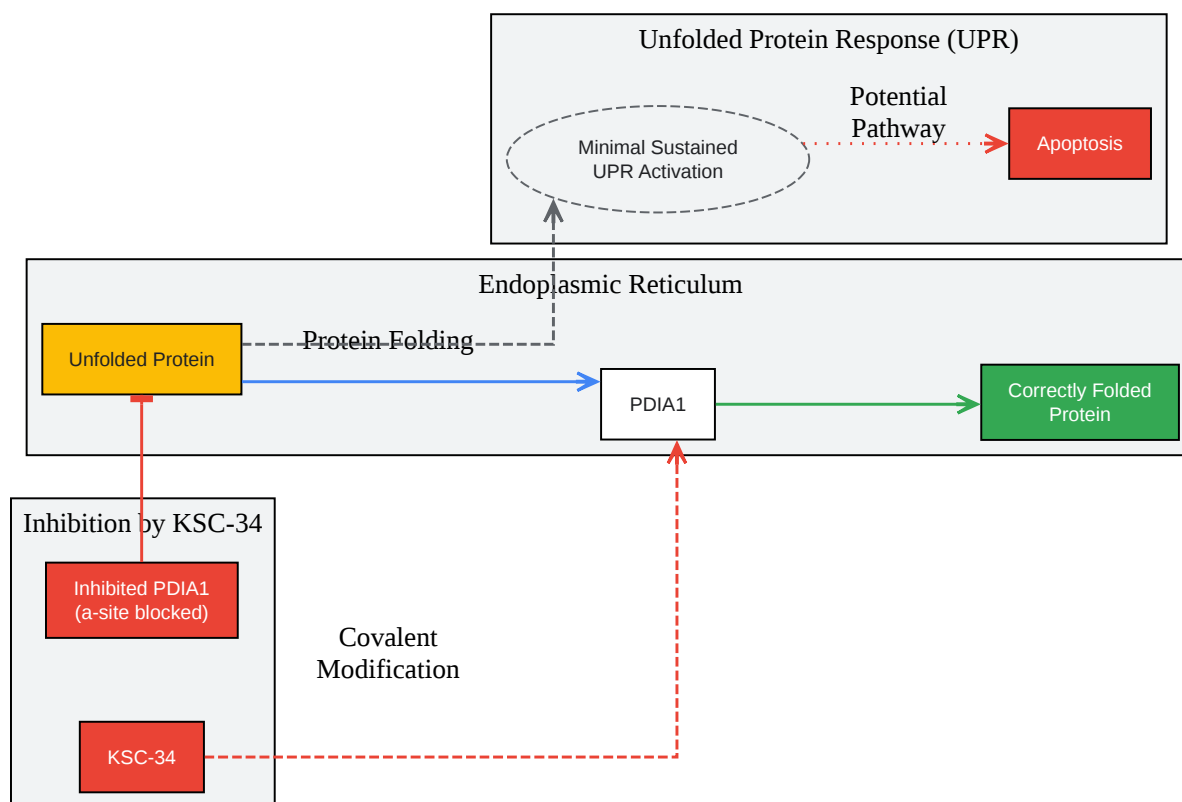 Unfolded Protein Response (UPR)
Potential
Pathway
Minimal Sustained
UPR Activation
Apoptosis
Endoplasmic Reticulum
Protein Folding
Unfolded Protein
PDIA1
Correctly Folded
Protein
Inhibition by KSC-34
Inhibited PDIA1
(a-site blocked)
Covalent
Modification
KSC-34